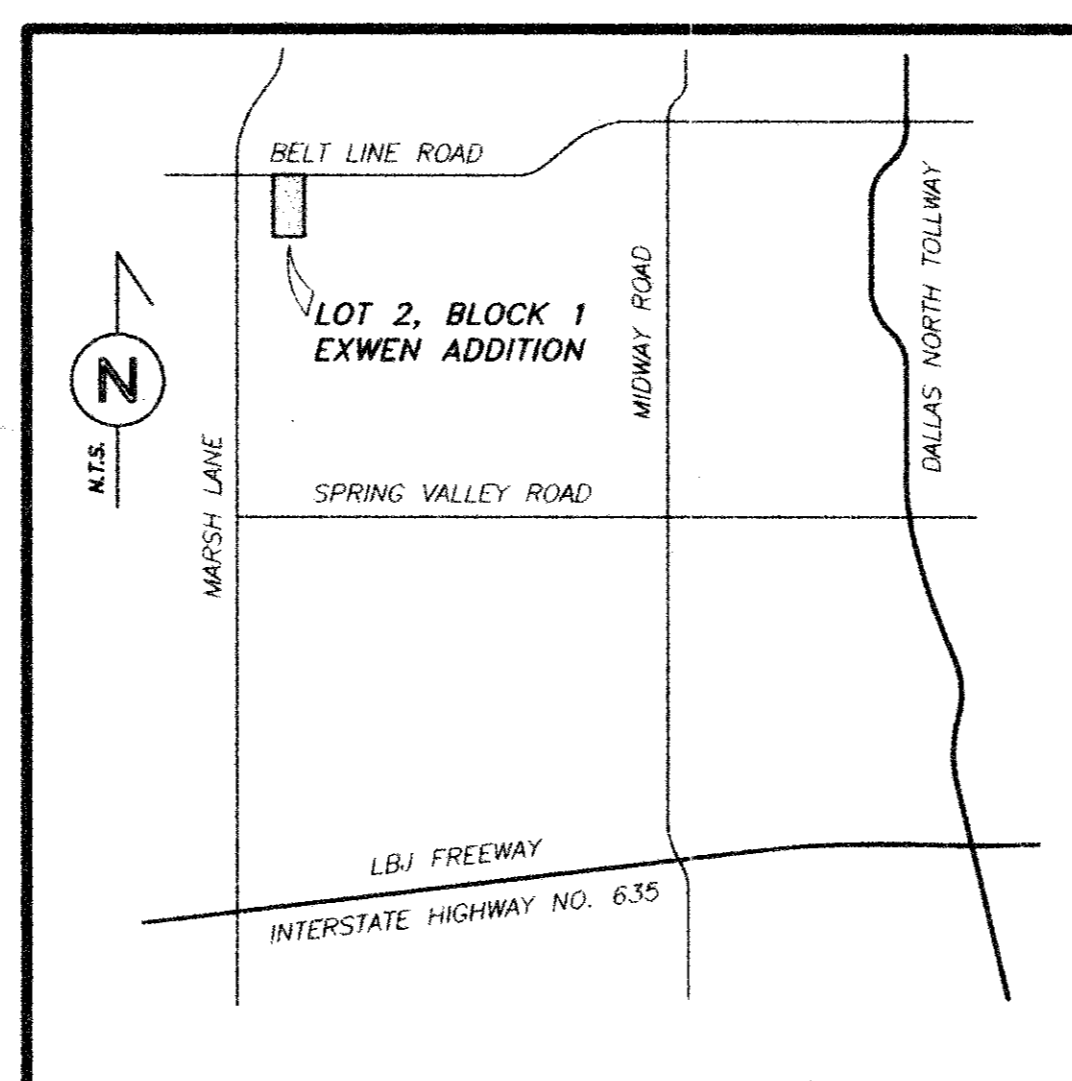 BELT LINE ROAD
LOT 2, BLOCK 1
EXWEN ADDITION
N
N.T.S.
MARSH LANE
MIDWAY ROAD
DALLAS NORTH TOLLWAY
SPRING VALLEY ROAD
LBJ FREEWAY
INTERSTATE HIGHWAY NO. 635